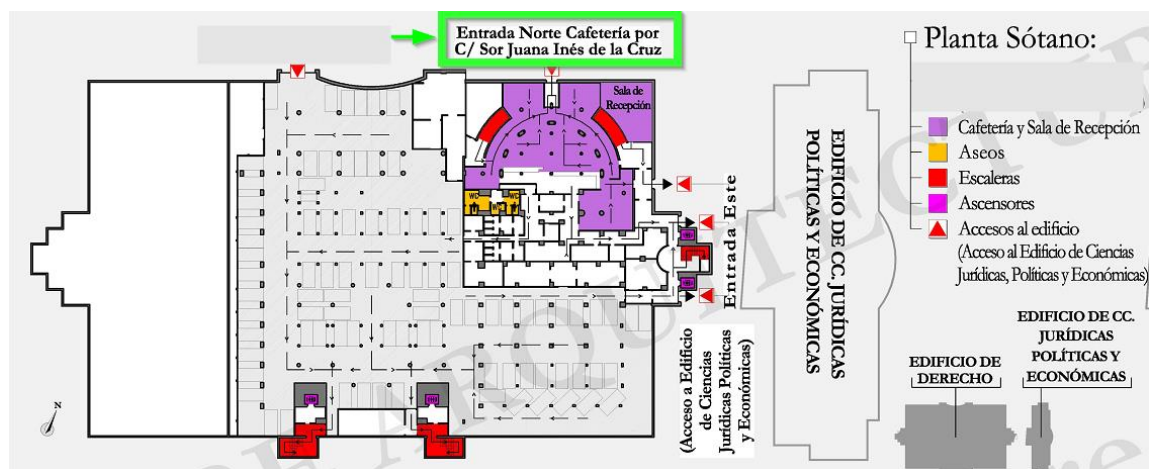 Entrada Norte Cafetería por
C/ Sor Juana Inés de la Cruz
Sala de
Recepción
WC
WC
WC
Entrada Este
(Acceso a Edificio
de Ciencias
Jurídicas Políticas
y Económicas)
EDIFICIO DE CC. JURÍDICAS
POLÍTICAS Y ECONÓMICAS
Planta Sótano:
Cafetería y Sala de Recepción
Aseos
Escaleras
Ascensores
Accesos al edificio
(Acceso al Edificio de Ciencias
Jurídicas, Políticas y Económicas)
EDIFICIO DE
DERECHO
EDIFICIO DE CC.
JURÍDICAS
POLÍTICAS Y
ECONÓMICAS
N